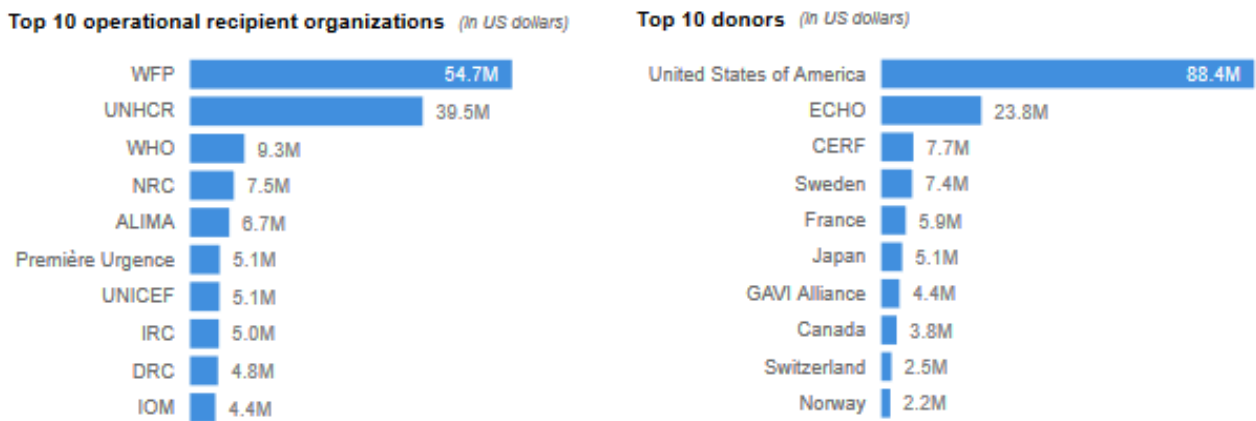 Top 10 operational recipient organizations (in US dollars)
WFP 54.7M
UNHCR 39.5M
WHO 9.3M
NRC 7.5M
ALIMA 6.7M
Première Urgence 5.1M
UNICEF 5.1M
IRC 5.0M
DRC 4.8M
IOM 4.4M
Top 10 donors (in US dollars)
United States of America 88.4M
ECHO 23.8M
CERF 7.7M
Sweden 7.4M
France 5.9M
Japan 5.1M
GAVI Alliance 4.4M
Canada 3.8M
Switzerland 2.5M
Norway 2.2M